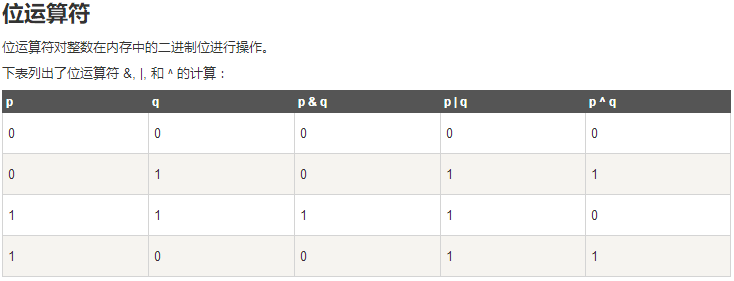 位运算符
位运算符对整数在内存中的二进制位进行操作。
下表列出了位运算符 &, |, 和 ^ 的计算：
p q p & q p | q p ^ q
0 0 0 0 0
0 1 0 1 1
1 1 1 1 0
1 0 0 1 1